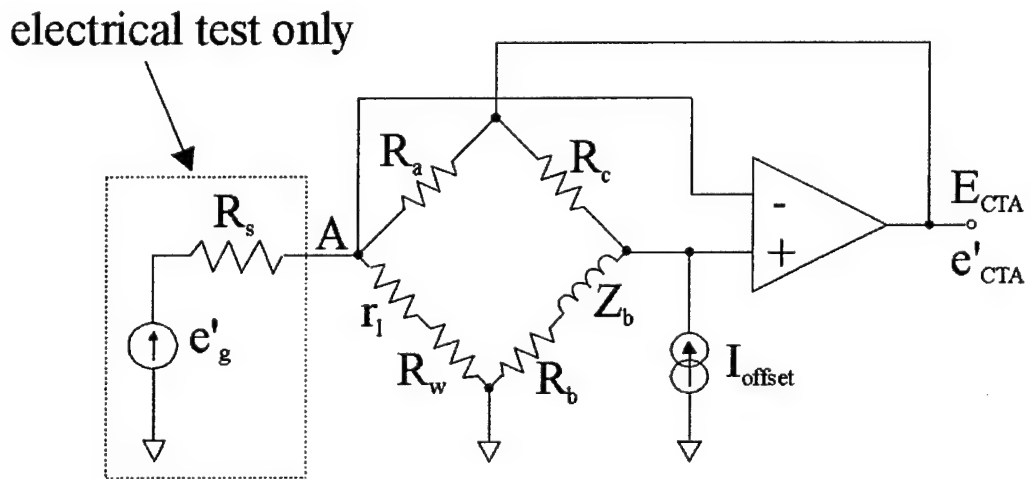 electrical test only
R_a
R_c
R_s
A
-
+
E_CTA
e'_CTA
e'_g
r_l
R_w
Z_b
R_b
I_offset